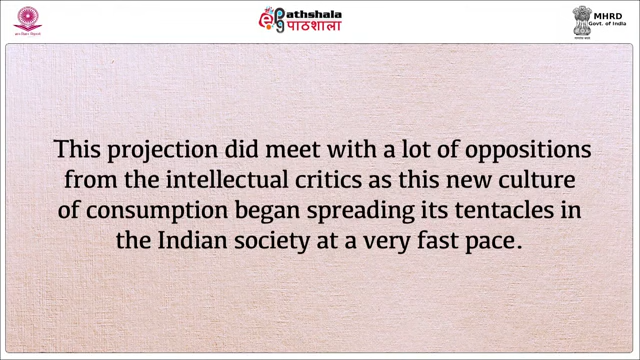 Pathshala
पाठशाला
MHRD
Govt. of India
This projection did meet with a lot of oppositions
from the intellectual critics as this new culture
of consumption began spreading its tentacles in
the Indian society at a very fast pace.